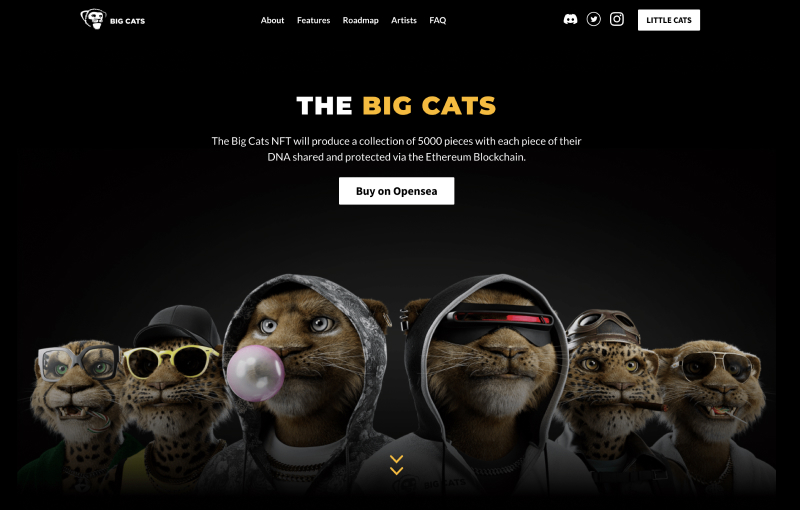 BIG CATS
About Features Roadmap Artists FAQ
LITTLE CATS
THE BIG CATS
The Big Cats NFT will produce a collection of 5000 pieces with each piece of their
DNA shared and protected via the Ethereum Blockchain.
Buy on Opensea
BIG CATS